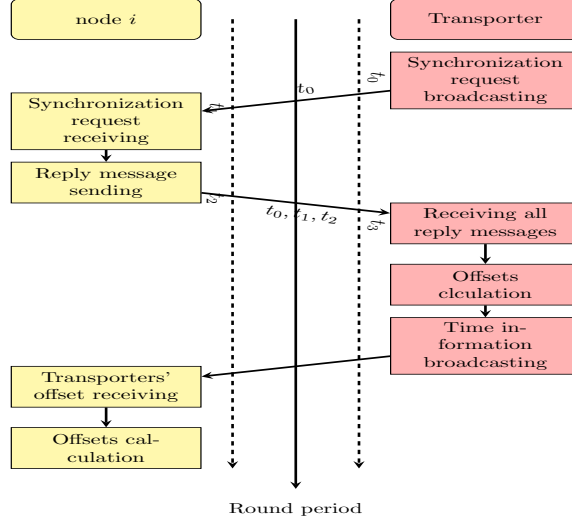 node i
Transporter
Synchronization
request
broadcasting
t₀
t₀
Synchronization
request
receiving
t₁
Reply message
sending
t₂
t₀, t₁, t₂
t₃
Receiving all
reply messages
Offsets
clculation
Time in-
formation
broadcasting
Transporters'
offset receiving
Offsets cal-
culation
Round period